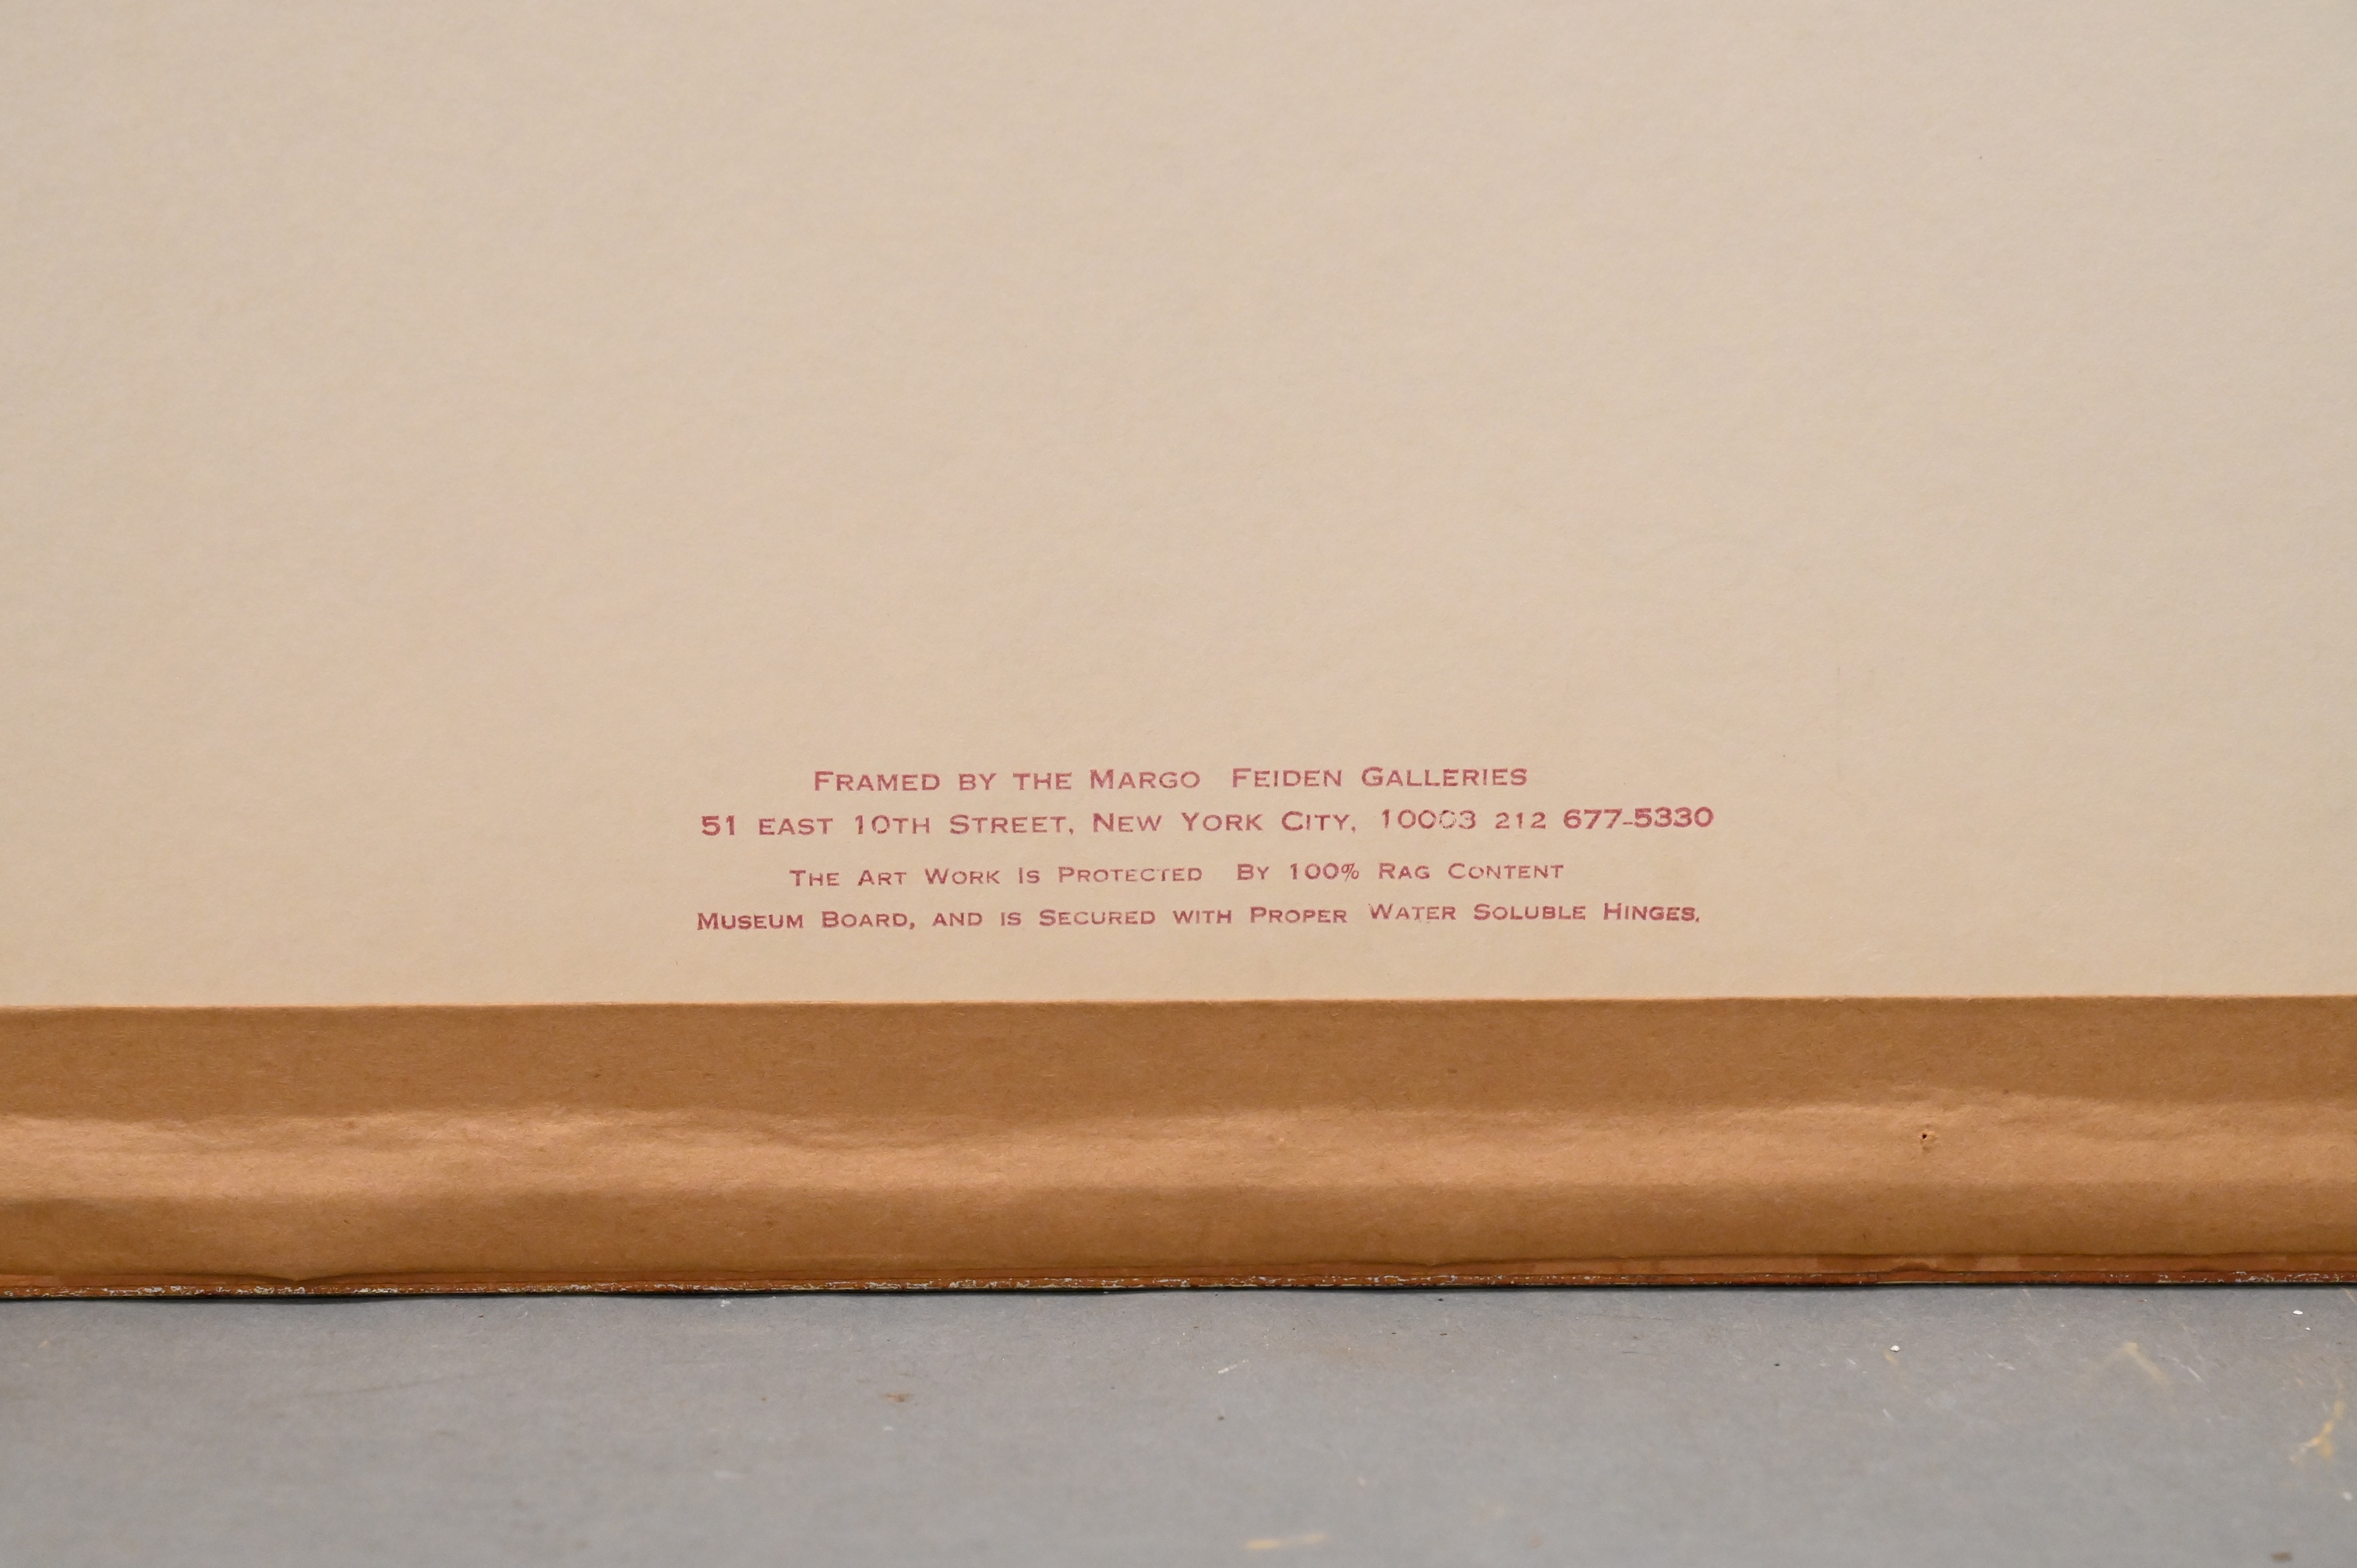 FRAMED BY THE MARGO FEIDEN GALLERIES
51 EAST 10TH STREET, NEW YORK CITY, 10003 212 677-5330
THE ART WORK IS PROTECTED BY 100% RAG CONTENT
MUSEUM BOARD, AND IS SECURED WITH PROPER WATER SOLUBLE HINGES.